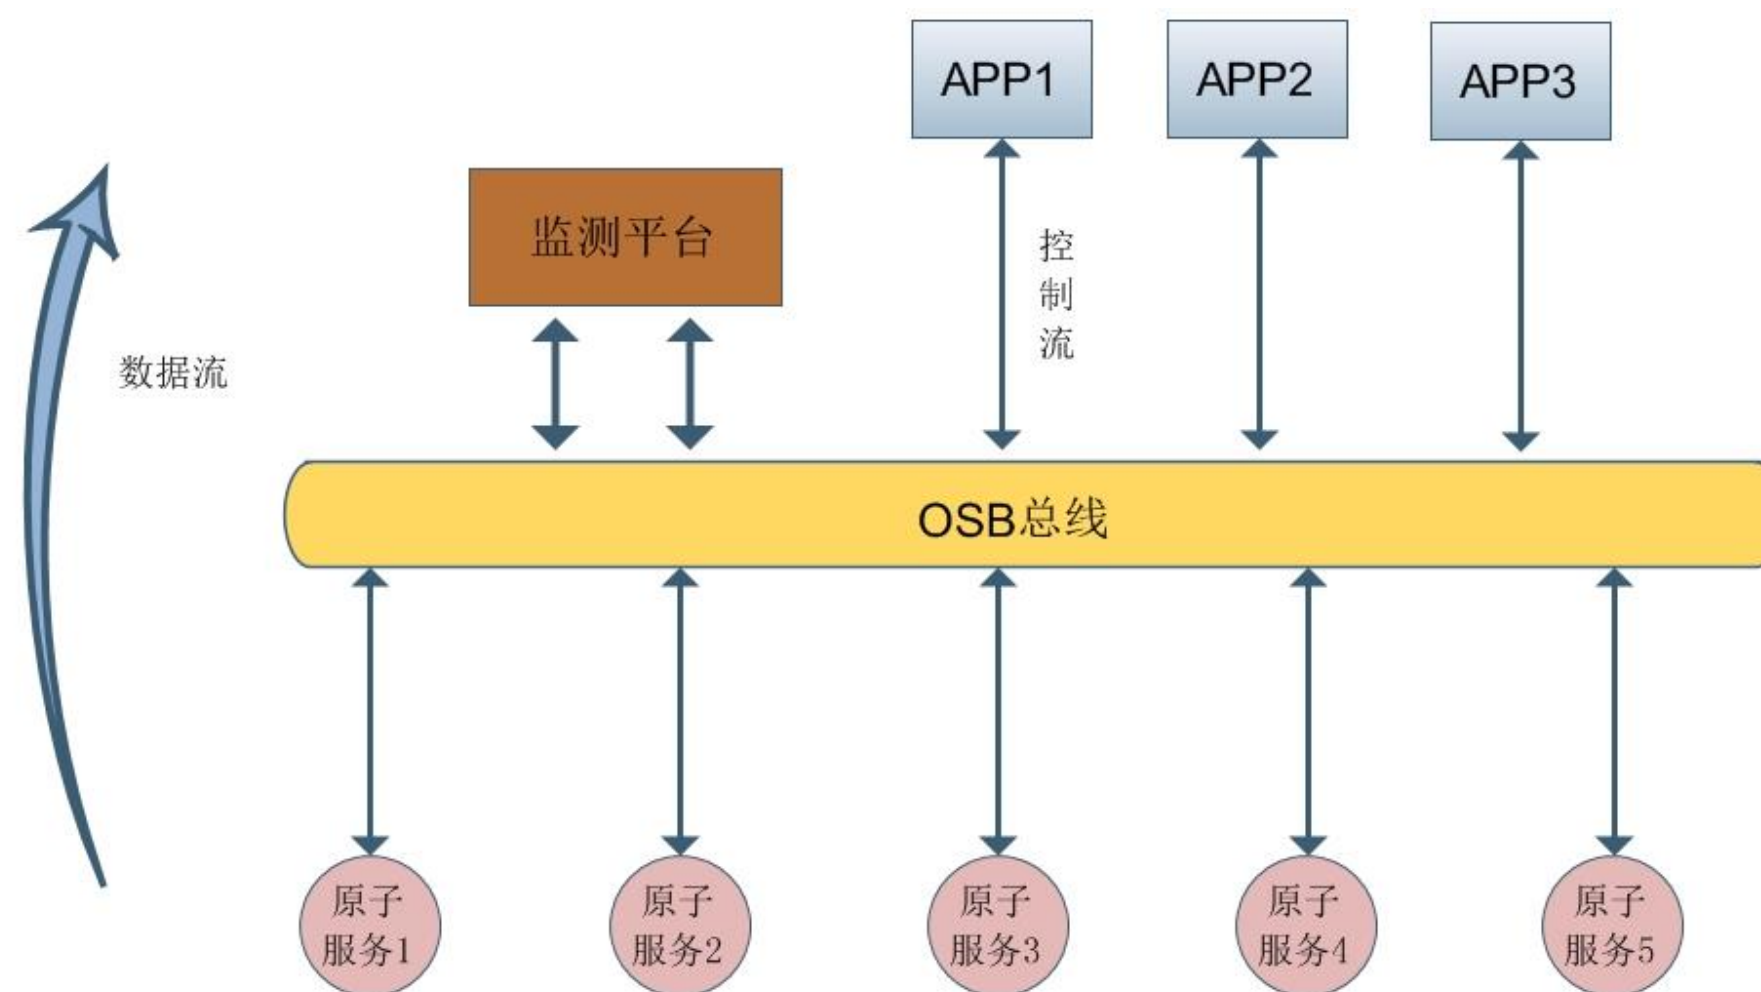 APP1
APP2
APP3
监测平台
控
制
流
数据流
OSB总线
原子
服务1
原子
服务2
原子
服务3
原子
服务4
原子
服务5